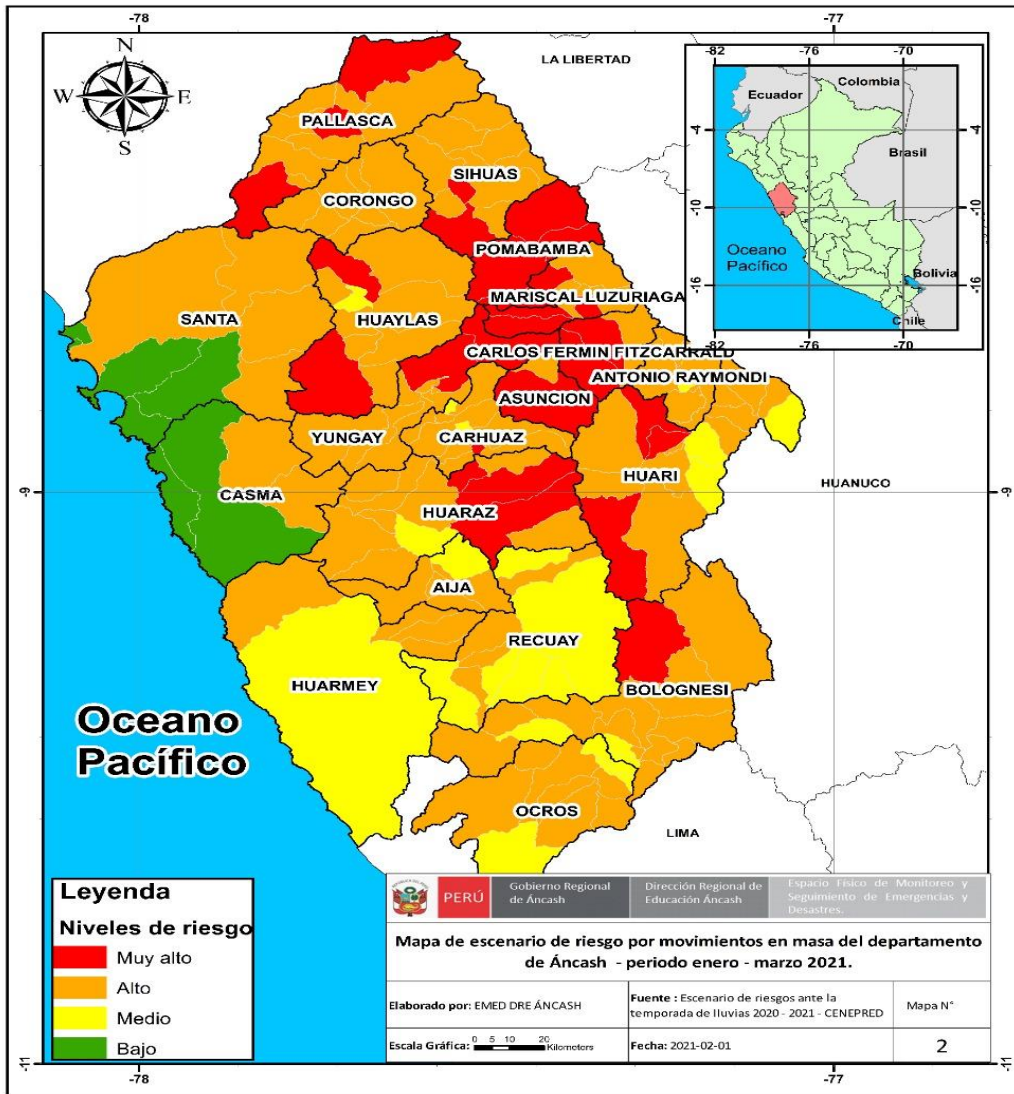 -78
-77
N
W
E
S
LA LIBERTAD
-82
-76
-70
Ecuador
Colombia
-4
-4
Brasil
-10
-10
Oceano
Pacífico
Bolivia
-16
-16
Chile
-82
-76
-70
PALLASCA
SIHUAS
CORONGO
POMABAMBA
MARISCAL LUZURIAGA
SANTA
HUAYLAS
CARLOS FERMIN FITZCARRALD
ANTONIO RAYMONDI
ASUNCION
YUNGAY
CARHUAZ
HUARI
HUANUCO
-9
-9
CASMA
HUARAZ
AIJA
RECUAY
HUARMEY
BOLOGNESI
Oceano
Pacífico
OCROS
LIMA
Leyenda
Niveles de riesgo
Muy alto
Alto
Medio
Bajo
PERÚ
Gobierno Regional
de Áncash
Dirección Regional de
Educación Áncash
Espacio Físico de Monitoreo y
Seguimiento de Emergencias y
Desastres.
Mapa de escenario de riesgo por movimientos en masa del departamento
de Áncash - periodo enero - marzo 2021.
Elaborado por: EMED DRE ÁNCASH
Fuente : Escenario de riesgos ante la
temporada de lluvias 2020 - 2021 - CENEPRED
Mapa N°
Escala Gráfica: 0 5 10 20
Kilometers
Fecha: 2021-02-01
2
-11
-11
-78
-77